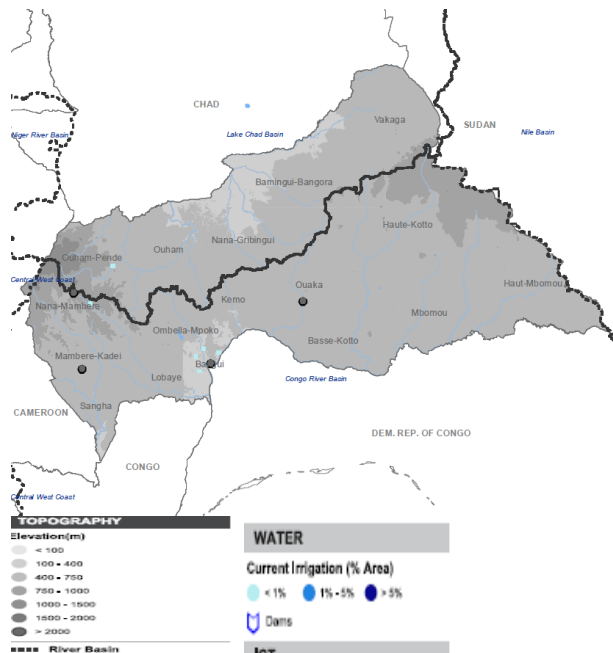 CHAD
Vakaga
SUDAN
Niger River Basin
Lake Chad Basin
Nile Basin
Bamingui-Bangora
Haute-Kotto
Ouham
Nana-Gribingui
Ouham-Pende
Central West Coast
Haut-Mbomou
Ouaka
Nana-Mambere
Kemo
Mbomou
Ombella-Mpoko
Basse-Kotto
Mambere-Kadei
Lobaye
Congo River Basin
Sangha
CAMEROON
DEM. REP. OF CONGO
CONGO
Central West Coast
TOPOGRAPHY
Elevation(m)
< 100
100 - 400
400 - 750
750 - 1000
1000 - 1500
1500 - 2000
> 2000
River Basin
WATER
Current Irrigation (% Area)
< 1% 1% - 5% > 5%
Dams